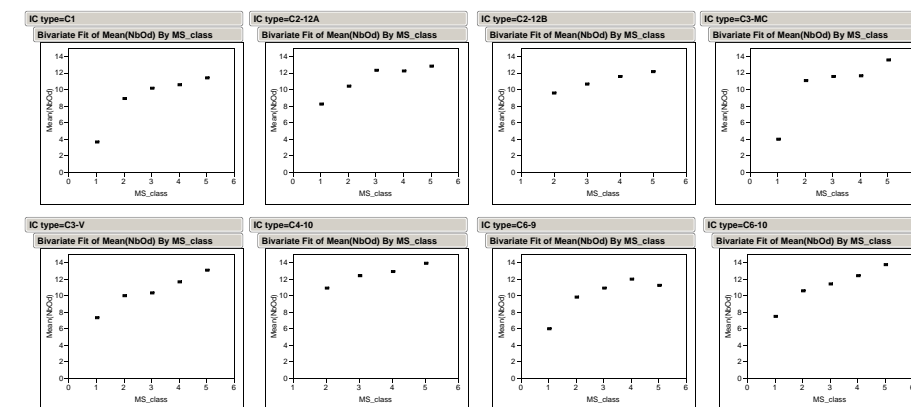 IC type=C1
Bivariate Fit of Mean(NbOd) By MS_class
14
12
10
8
6
4
2
0
Mean(NbOd)
0 1 2 3 4 5 6
MS_class
IC type=C2-12A
Bivariate Fit of Mean(NbOd) By MS_class
14
12
10
8
6
4
2
0
Mean(NbOd)
0 1 2 3 4 5 6
MS_class
IC type=C2-12B
Bivariate Fit of Mean(NbOd) By MS_class
14
12
10
8
6
4
2
0
Mean(NbOd)
1 2 3 4 5 6
MS_class
IC type=C3-MC
Bivariate Fit of Mean(NbOd) By MS_class
14
12
10
8
6
4
2
0
Mean(NbOd)
0 1 2 3 4 5
MS_class
IC type=C3-V
Bivariate Fit of Mean(NbOd) By MS_class
14
12
10
8
6
4
2
0
Mean(NbOd)
0 1 2 3 4 5 6
MS_class
IC type=C4-10
Bivariate Fit of Mean(NbOd) By MS_class
14
12
10
8
6
4
2
0
Mean(NbOd)
1 2 3 4 5 6
MS_class
IC type=C6-9
Bivariate Fit of Mean(NbOd) By MS_class
14
12
10
8
6
4
2
0
Mean(NbOd)
0 1 2 3 4 5 6
MS_class
IC type=C6-10
Bivariate Fit of Mean(NbOd) By MS_class
14
12
10
8
6
4
2
0
Mean(NbOd)
0 1 2 3 4 5
MS_class